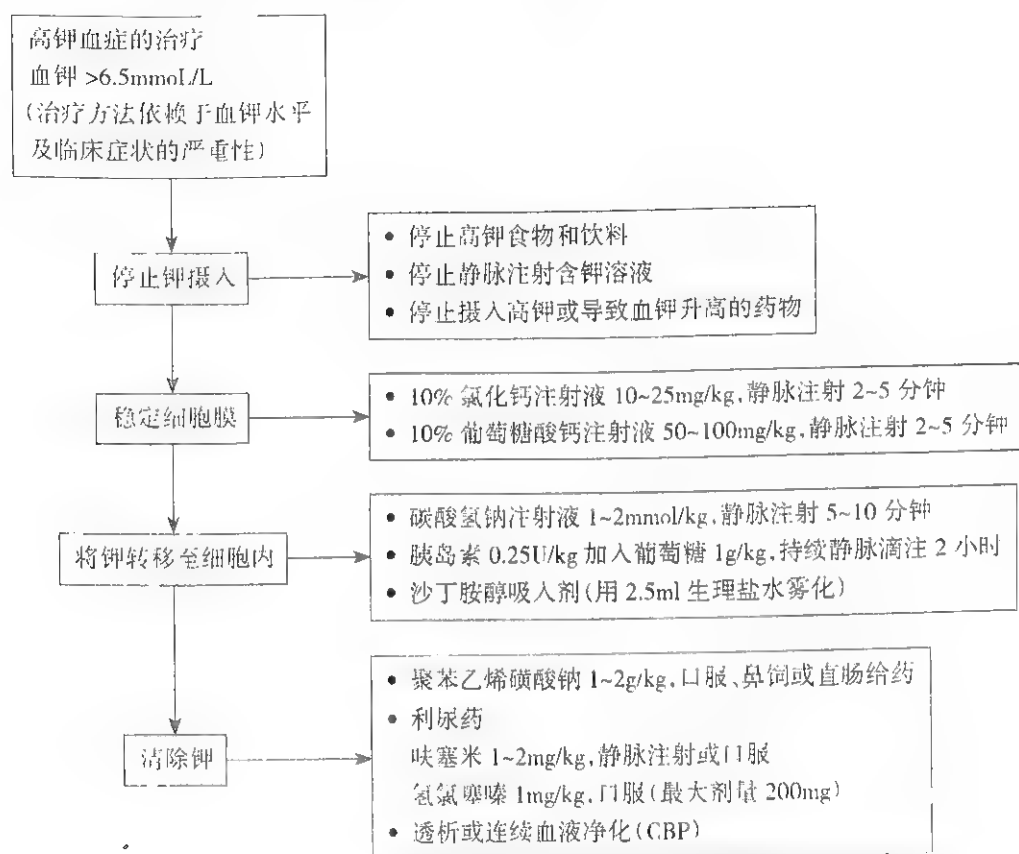 高钾血症的治疗
血钾 >6.5mmoL/L
(治疗方法依赖于血钾水平
及临床症状的严重性)
停止钾摄入
• 停止高钾食物和饮料
• 停止静脉注射含钾溶液
• 停止摄入高钾或导致血钾升高的药物
稳定细胞膜
• 10% 氯化钙注射液 10~25mg/kg,静脉注射 2~5 分钟
• 10% 葡萄糖酸钙注射液 50~100mg/kg,静脉注射 2~5 分钟
将钾转移至细胞内
• 碳酸氢钠注射液 1~2mmol/kg,静脉注射 5~10 分钟
• 胰岛素 0.25U/kg 加入葡萄糖 1g/kg,持续静脉滴注 2 小时
• 沙丁胺醇吸入剂(用 2.5ml 生理盐水雾化)
清除钾
• 聚苯乙烯磺酸钠 1~2g/kg,口服、鼻饲或直肠给药
• 利尿药
呋塞米 1~2mg/kg,静脉注射或口服
氢氯噻嗪 1mg/kg,口服(最大剂量 200mg)
• 透析或连续血液净化(CBP)